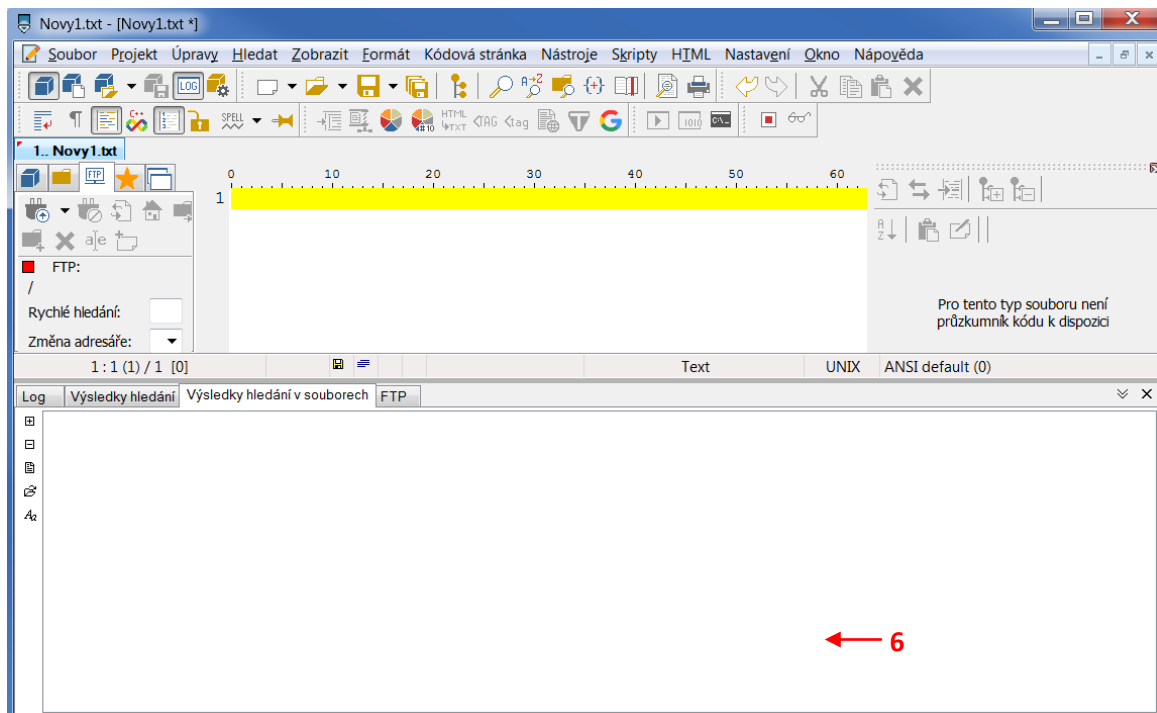 Novy1.txt - [Novy1.txt *]
Soubor Projekt Úpravy Hledat Zobrazit Formát Kódová stránka Nástroje Skripty HTML Nastavení Okno Nápověda
LOG
C++ SPELL #10 HTML TXT TAG tag G 1010 C:\_
1.. Novy1.txt
FTP
0 10 20 30 40 50 60
1
a|e
A Z
FTP:
/
Rychlé hledání:
Změna adresáře:
Pro tento typ souboru není
průzkumník kódu k dispozici
1 : 1 (1) / 1 [0] Text UNIX ANSI default (0)
Log Výsledky hledání Výsledky hledání v souborech FTP
6